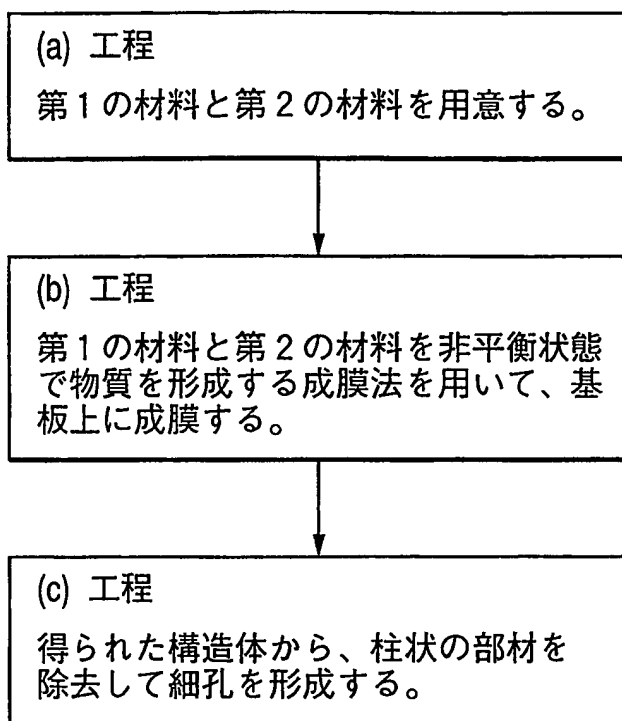 (a) 工程
第1の材料と第2の材料を用意する。
(b) 工程
第1の材料と第2の材料を非平衡状態
で物質を形成する成膜法を用いて、基
板上に成膜する。
(c) 工程
得られた構造体から、柱状の部材を
除去して細孔を形成する。